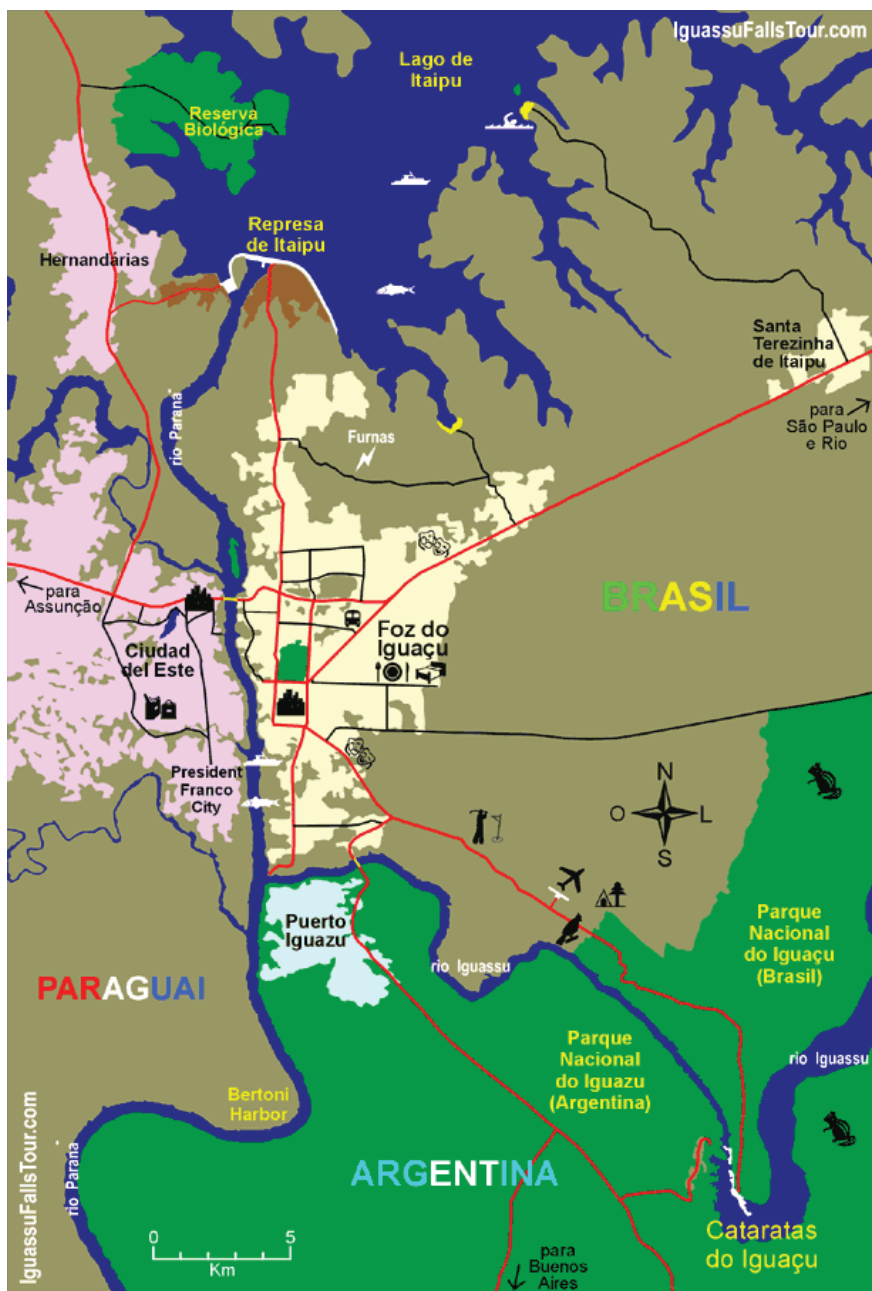 IguassuFallsTour.com
Lago de
Itaipu
Reserva
Biológica
Represa
de Itaipu
Hernandárias
Santa
Terezinha
de Itaipu
para
São Paulo
e Rio
rio Parana
Furnas
para
Assunção
BRASIL
Foz do
Iguaçu
Ciudad
del Este
President
Franco
City
N
O
L
S
Puerto
Iguazu
rio Iguassu
Parque
Nacional
do Iguaçu
(Brasil)
PARAGUAI
Parque
Nacional
do Iguazu
(Argentina)
rio Iguassu
Bertoni
Harbor
rio Parana
ARGENTINA
Cataratas
do Iguaçu
0
5
Km
para
Buenos
Aires
IguassuFallsTour.com